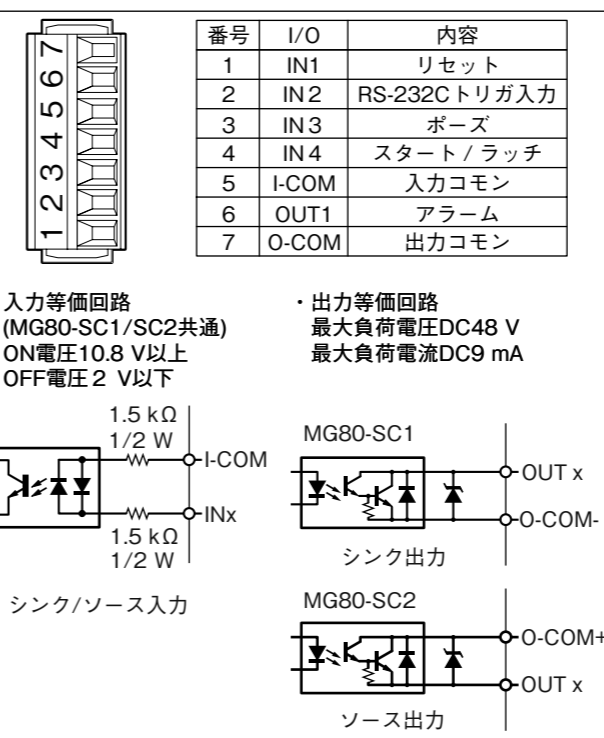 7
6
5
4
3
2
1
番号 I/O 内容
1 IN1 リセット
2 IN2 RS-232Cトリガ入力
3 IN3 ポーズ
4 IN4 スタート / ラッチ
5 I-COM 入力コモン
6 OUT1 アラーム
7 O-COM 出力コモン
入力等価回路
(MG80-SC1/SC2共通)
ON電圧10.8 V以上
OFF電圧2 V以下
・出力等価回路
最大負荷電圧DC48 V
最大負荷電流DC9 mA
1.5 kΩ
1/2 W
I-COM
INx
1.5 kΩ
1/2 W
シンク/ソース入力
MG80-SC1
OUT x
O-COM-
シンク出力
MG80-SC2
O-COM+
OUT x
ソース出力